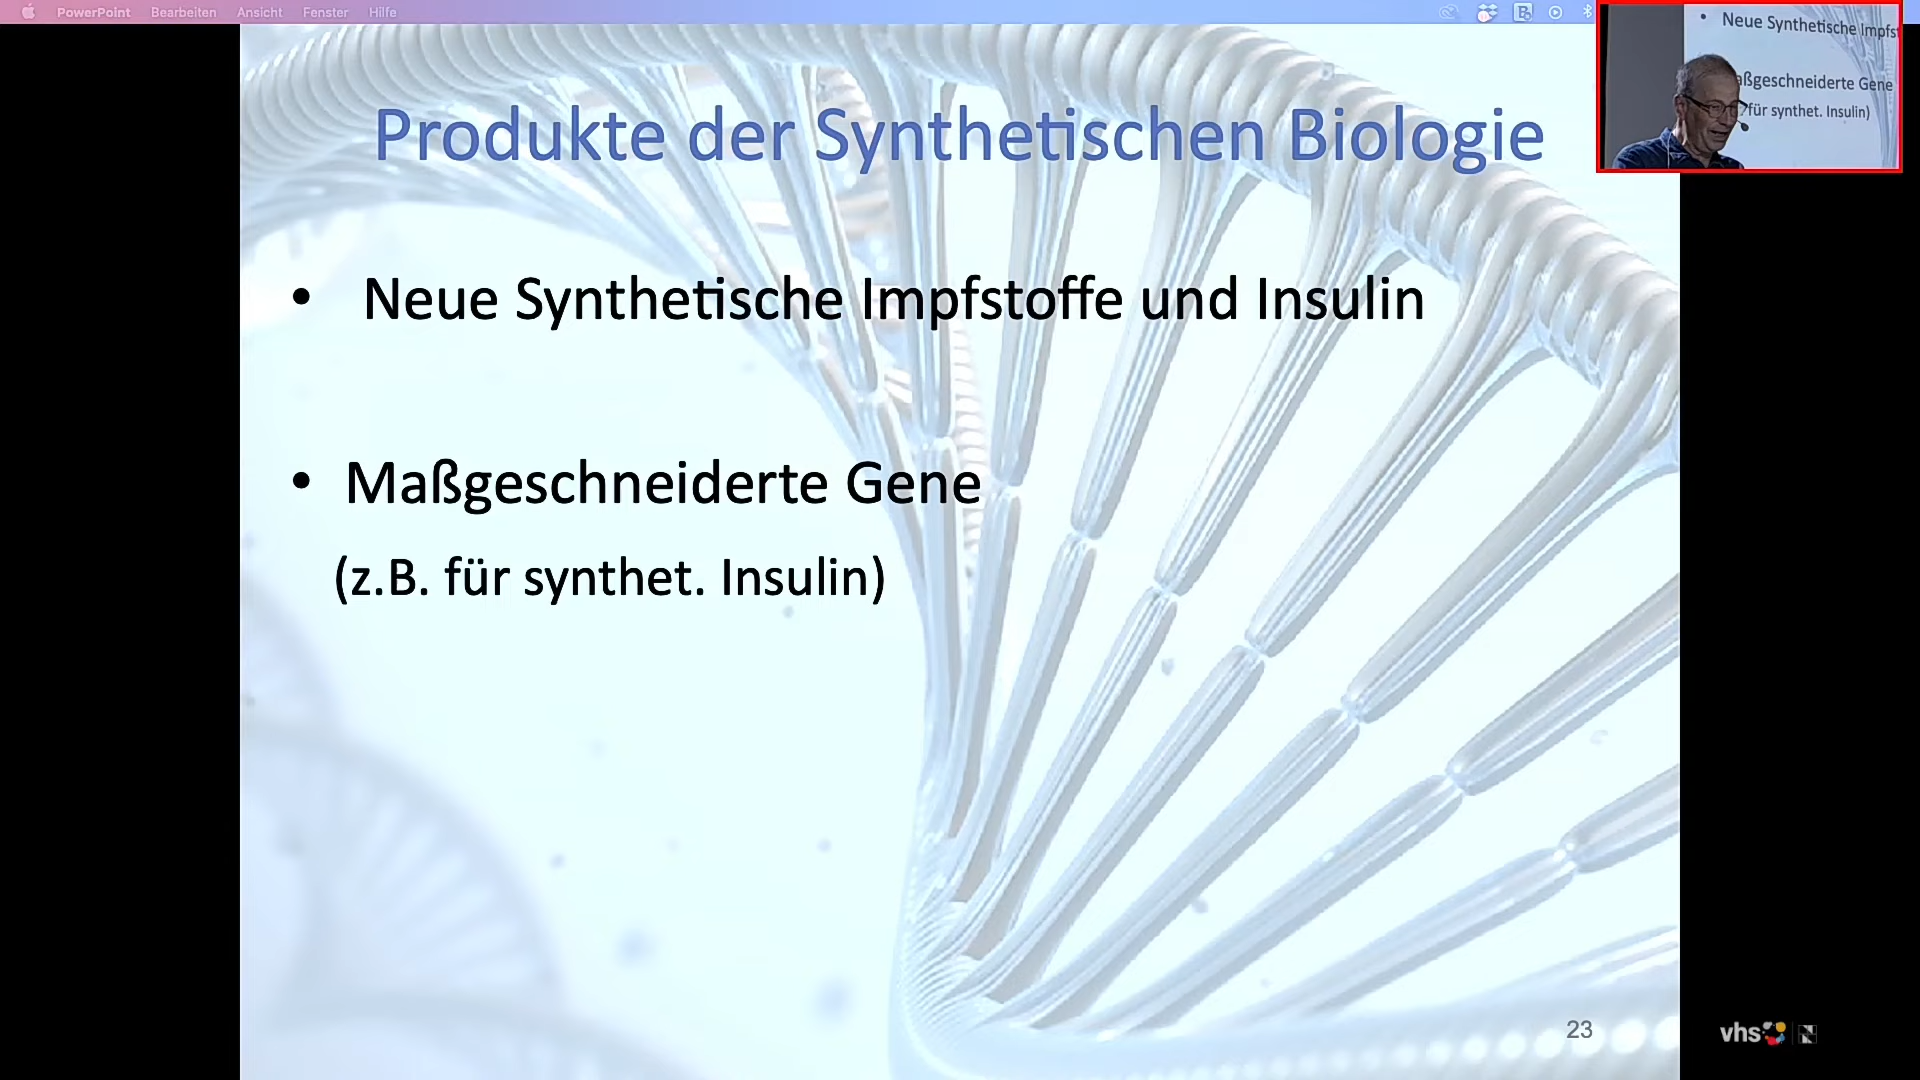 PowerPoint Bearbeiten Ansicht Fenster Hilfe
Neue Synthetische Impfst
aßgeschneiderte Gene
für synthet. Insulin)
Produkte der Synthetischen Biologie
• Neue Synthetische Impfstoffe und Insulin
• Maßgeschneiderte Gene
(z.B. für synthet. Insulin)
23
vhs